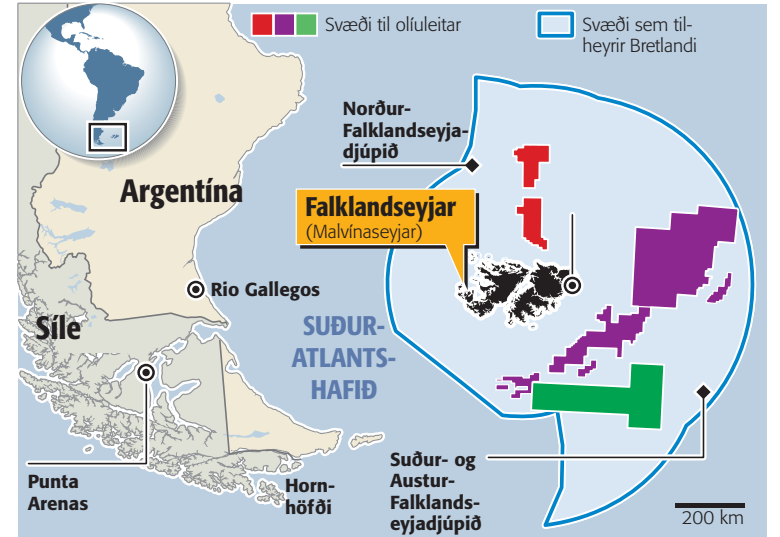 Svæði til olíuleitar
Svæði sem til-
heyrir Bretlandi
Norður-
Falklandseyja-
djúpið
Argentína
Falklandseyjar
(Malvínaseyjar)
Rio Gallegos
Síle
SUÐUR-
ATLANTS-
HAFIÐ
Punta
Arenas
Horn-
höfði
Suður- og
Austur-
Falklands-
eyjadjúpið
200 km